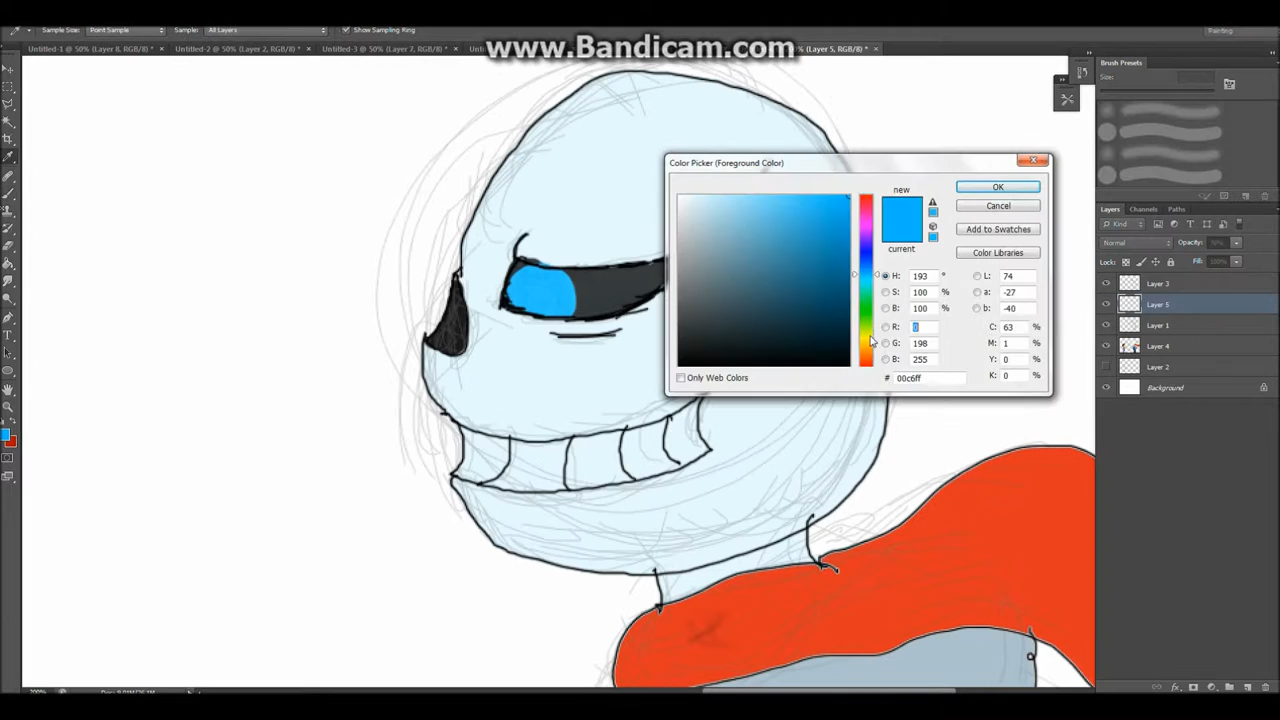 Sample Size: Point Sample Sample: All Layers Show Sampling Ring Painting
www.Bandicam.com
Untitled-1 @ 50% (Layer 8, RGB/8) * × Untitled-2 @ 50% (Layer 2, RGB/8) * × Untitled-3 @ 50% (Layer 2, RGB/8) * × (Layer 5, RGB/8) * ×
Brush Presets
Size:
Color Picker (Foreground Color)
new
OK
Cancel
Add to Swatches
current
Color Libraries
H: 193 ° L: 74
S: 100 % a: -27
B: 100 % b: -40
R: 0 C: 63 %
G: 198 M: 1 %
B: 255 Y: 0 %
Only Web Colors
# 00c6ff K: 0 %
Layers Channels Paths
Kind
Normal Opacity:
Lock: Fill: 100%
Layer 3
Layer 5
Layer 1
Layer 4
Layer 2
Background